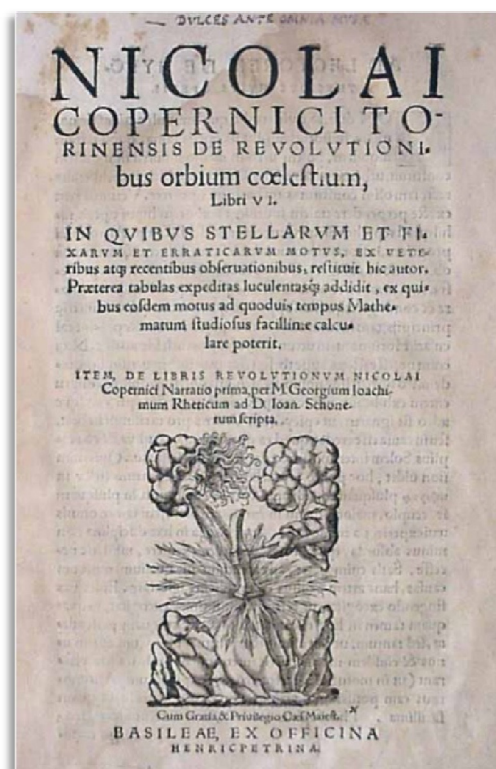 DVLCES ANTE OMNIA MVSÆ
NICOLAI
COPERNICI TO-
RINENSIS DE REVOLVTIONI-
bus orbium cœlestium,
Libri VI.
IN QVIBVS STELLARVM ET FI-
XARVM ET ERRATICARVM MOTVS, EX VETE-
ribus atq; recentibus obseruationibus, restituit hic autor.
Præterea tabulas expeditas luculentasq; addidit, ex qui-
bus eosdem motus ad quoduis tempus Mathe-
matum studiosus facillime calcu-
lare poterit.
ITEM, DE LIBRIS REVOLVTIONVM NICOLAI
Copernici Narratio prima, per M. Georgium Ioachi-
mum Rheticum ad D. Ioan. Schone-
rum scripta.
Cum Gratia & Priuilegio Cæs. Maiest.
BASILEAE, EX OFFICINA
HENRICPETRINA.